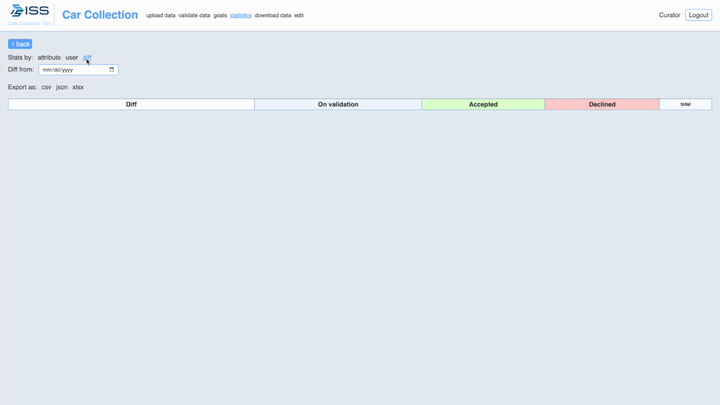 ISS
Data Collection Tool
Car Collection
upload data validate data goals statistics download data edit
Curator
Logout
back
Stats by: attribute user
Diff from: mm/dd/yyyy
Export as: csv json xlsx
Diff On validation Accepted Declined total